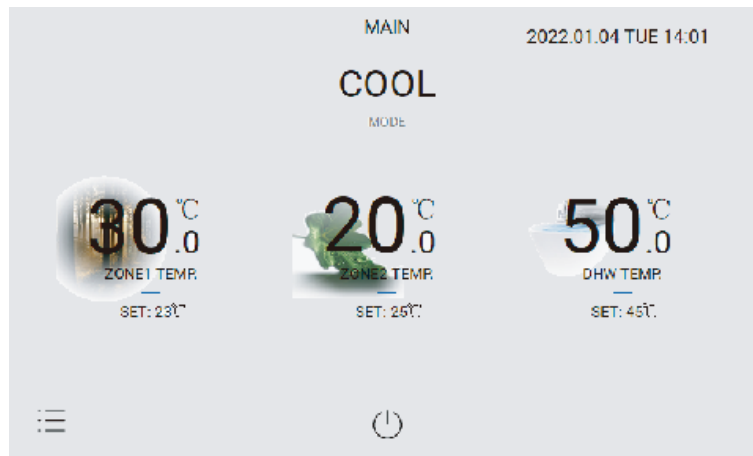 MAIN
2022.01.04 TUE 14:01
COOL
MODE
30.0℃
20.0℃
50.0℃
ZONE1 TEMP.
ZONE2 TEMP.
DHW TEMP.
SET: 23℃
SET: 25℃
SET: 45℃